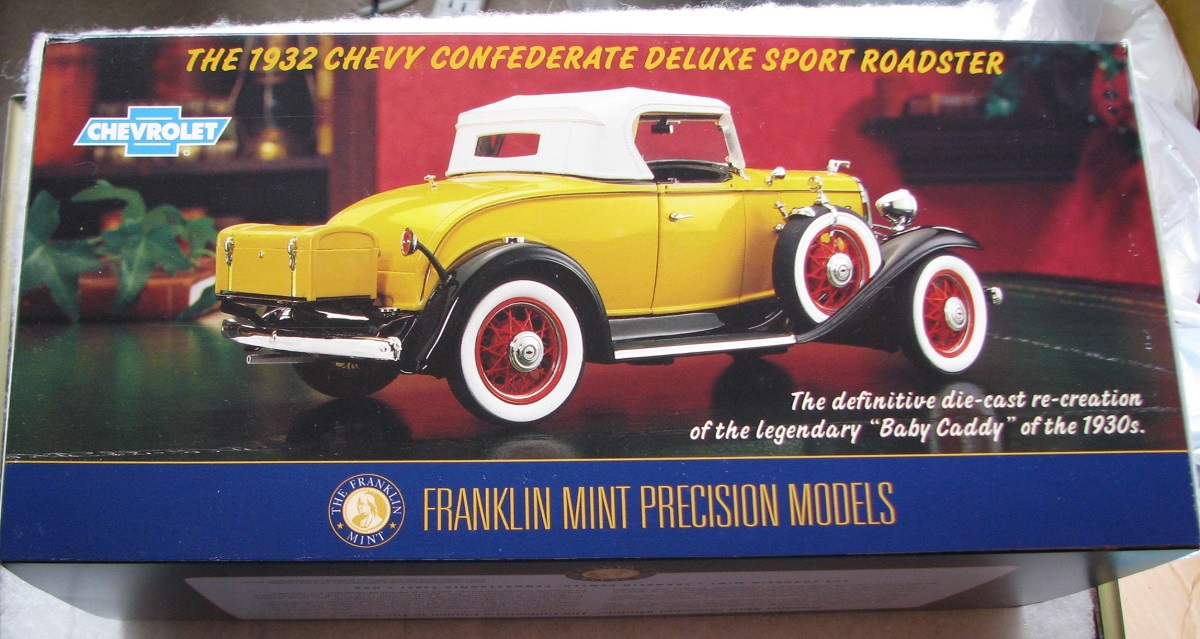 THE 1932 CHEVY CONFEDERATE DELUXE SPORT ROADSTER
CHEVROLET
The definitive die-cast re-creation
of the legendary “Baby Caddy” of the 1930s.
THE FRANKLIN MINT
FRANKLIN MINT PRECISION MODELS